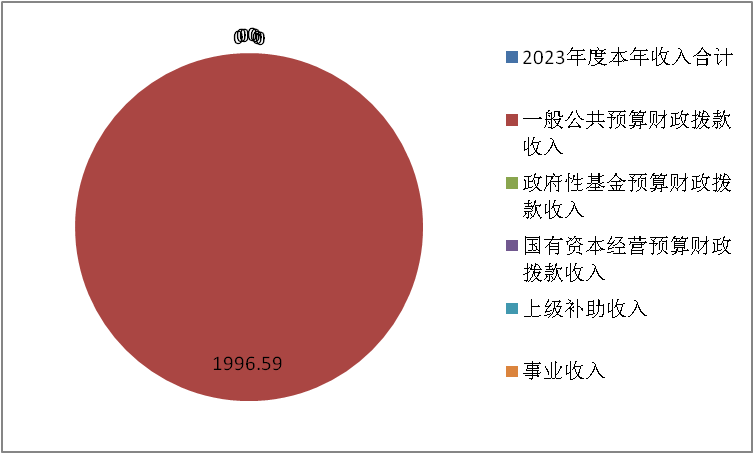 2023年度本年收入合计
一般公共预算财政拨款
收入
政府性基金预算财政拨
款收入
国有资本经营预算财政
拨款收入
上级补助收入
事业收入
1996.59